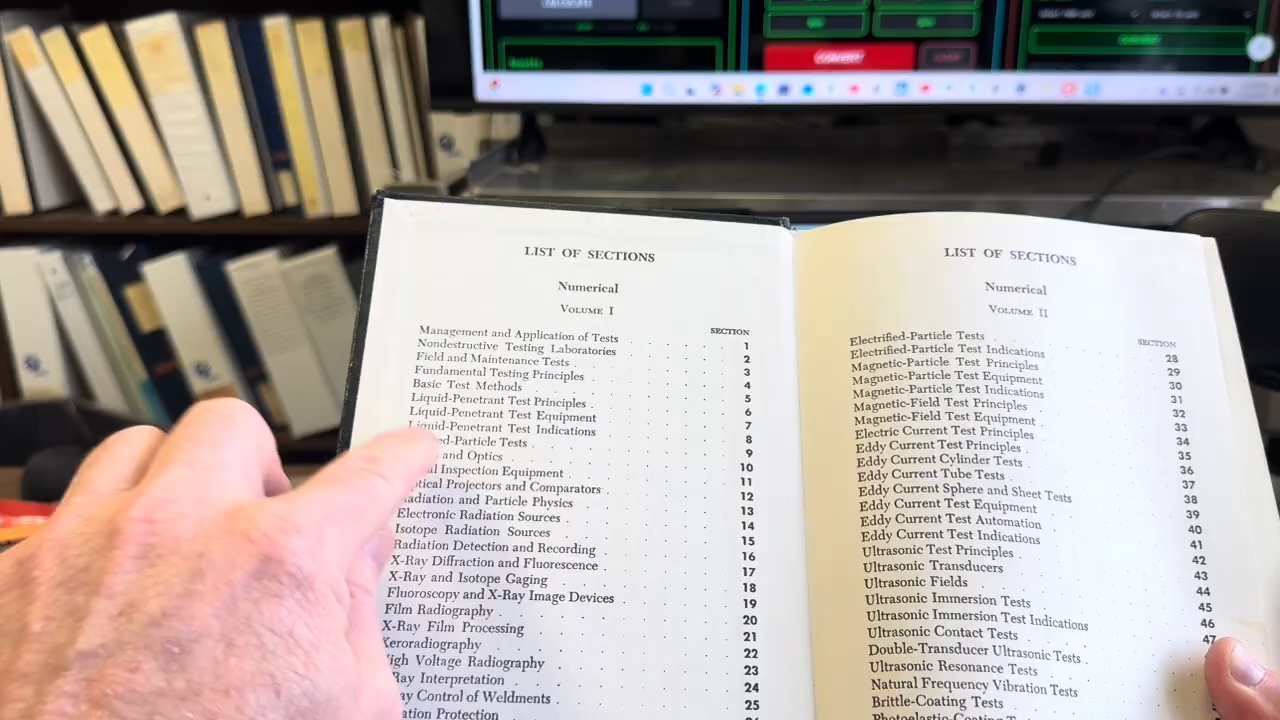 LIST OF SECTIONS
Numerical
VOLUME I
SECTION
Management and Application of Tests 1
Nondestructive Testing Laboratories 2
Field and Maintenance Tests 3
Fundamental Testing Principles 4
Basic Test Methods 5
Liquid-Penetrant Test Principles 6
Liquid-Penetrant Test Equipment 7
Liquid-Penetrant Test Indications 8
ed-Particle Tests 9
and Optics 10
l Inspection Equipment 11
ptical Projectors and Comparators 12
adiation and Particle Physics 13
Electronic Radiation Sources 14
Isotope Radiation Sources 15
Radiation Detection and Recording 16
X-Ray Diffraction and Fluorescence 17
X-Ray and Isotope Gaging 18
Fluoroscopy and X-Ray Image Devices 19
Film Radiography 20
X-Ray Film Processing 21
Xeroradiography 22
High Voltage Radiography 23
Ray Interpretation 24
ay Control of Weldments 25
ation Protection
LIST OF SECTIONS
Numerical
VOLUME II
SECTION
Electrified-Particle Tests 28
Electrified-Particle Test Indications 29
Magnetic-Particle Test Principles 30
Magnetic-Particle Test Equipment 31
Magnetic-Particle Test Indications 32
Magnetic-Field Test Principles 33
Magnetic-Field Test Equipment 34
Electric Current Test Principles 35
Eddy Current Test Principles 36
Eddy Current Cylinder Tests 37
Eddy Current Tube Tests 38
Eddy Current Sphere and Sheet Tests 39
Eddy Current Test Equipment 40
Eddy Current Test Automation 41
Eddy Current Test Indications 42
Ultrasonic Test Principles 43
Ultrasonic Transducers 44
Ultrasonic Fields 45
Ultrasonic Immersion Tests 46
Ultrasonic Immersion Test Indications 47
Ultrasonic Contact Tests
Double-Transducer Ultrasonic Tests
Ultrasonic Resonance Tests
Natural Frequency Vibration Tests
Brittle-Coating Tests